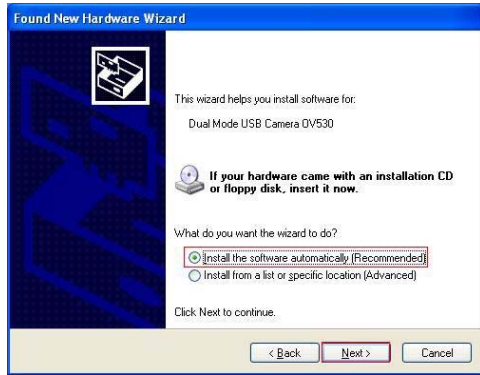 Found New Hardware Wizard
This wizard helps you install software for:
Dual Mode USB Camera OV530
If your hardware came with an installation CD
or floppy disk, insert it now.
What do you want the wizard to do?
Install the software automatically (Recommended)
Install from a list or specific location (Advanced)
Click Next to continue.
< Back
Next >
Cancel